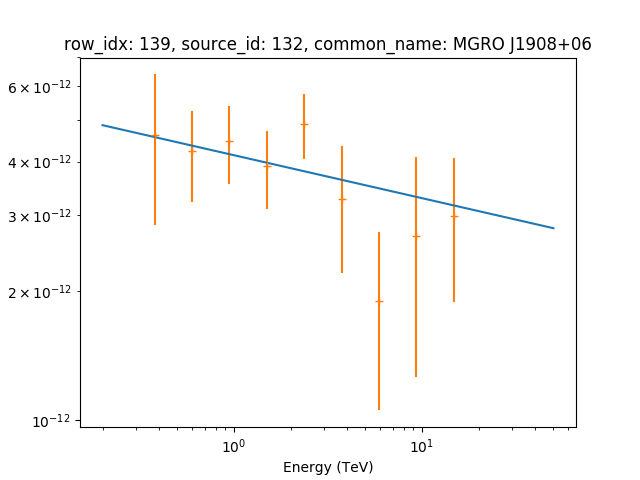 row_idx: 139, source_id: 132, common_name: MGRO J1908+06
6 × 10⁻¹²
4 × 10⁻¹²
3 × 10⁻¹²
2 × 10⁻¹²
10⁻¹²
10⁰ 10¹
Energy (TeV)